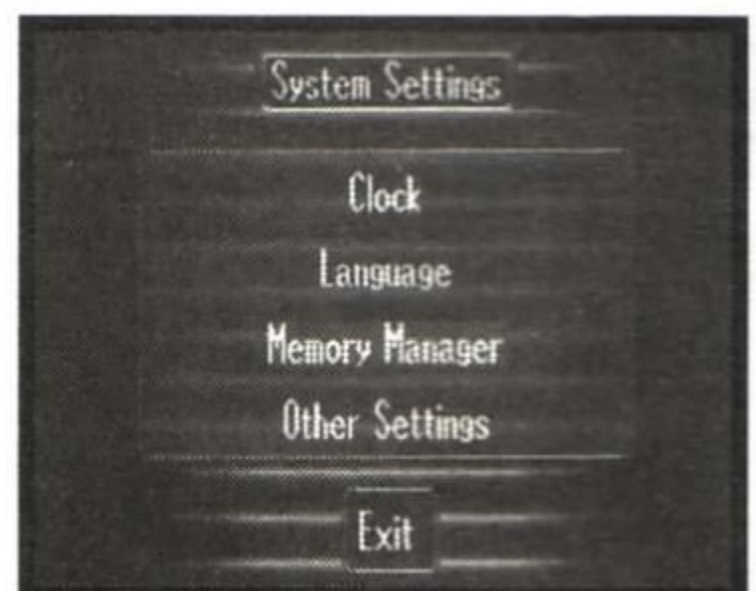 System Settings
Clock
Language
Memory Manager
Other Settings
Exit